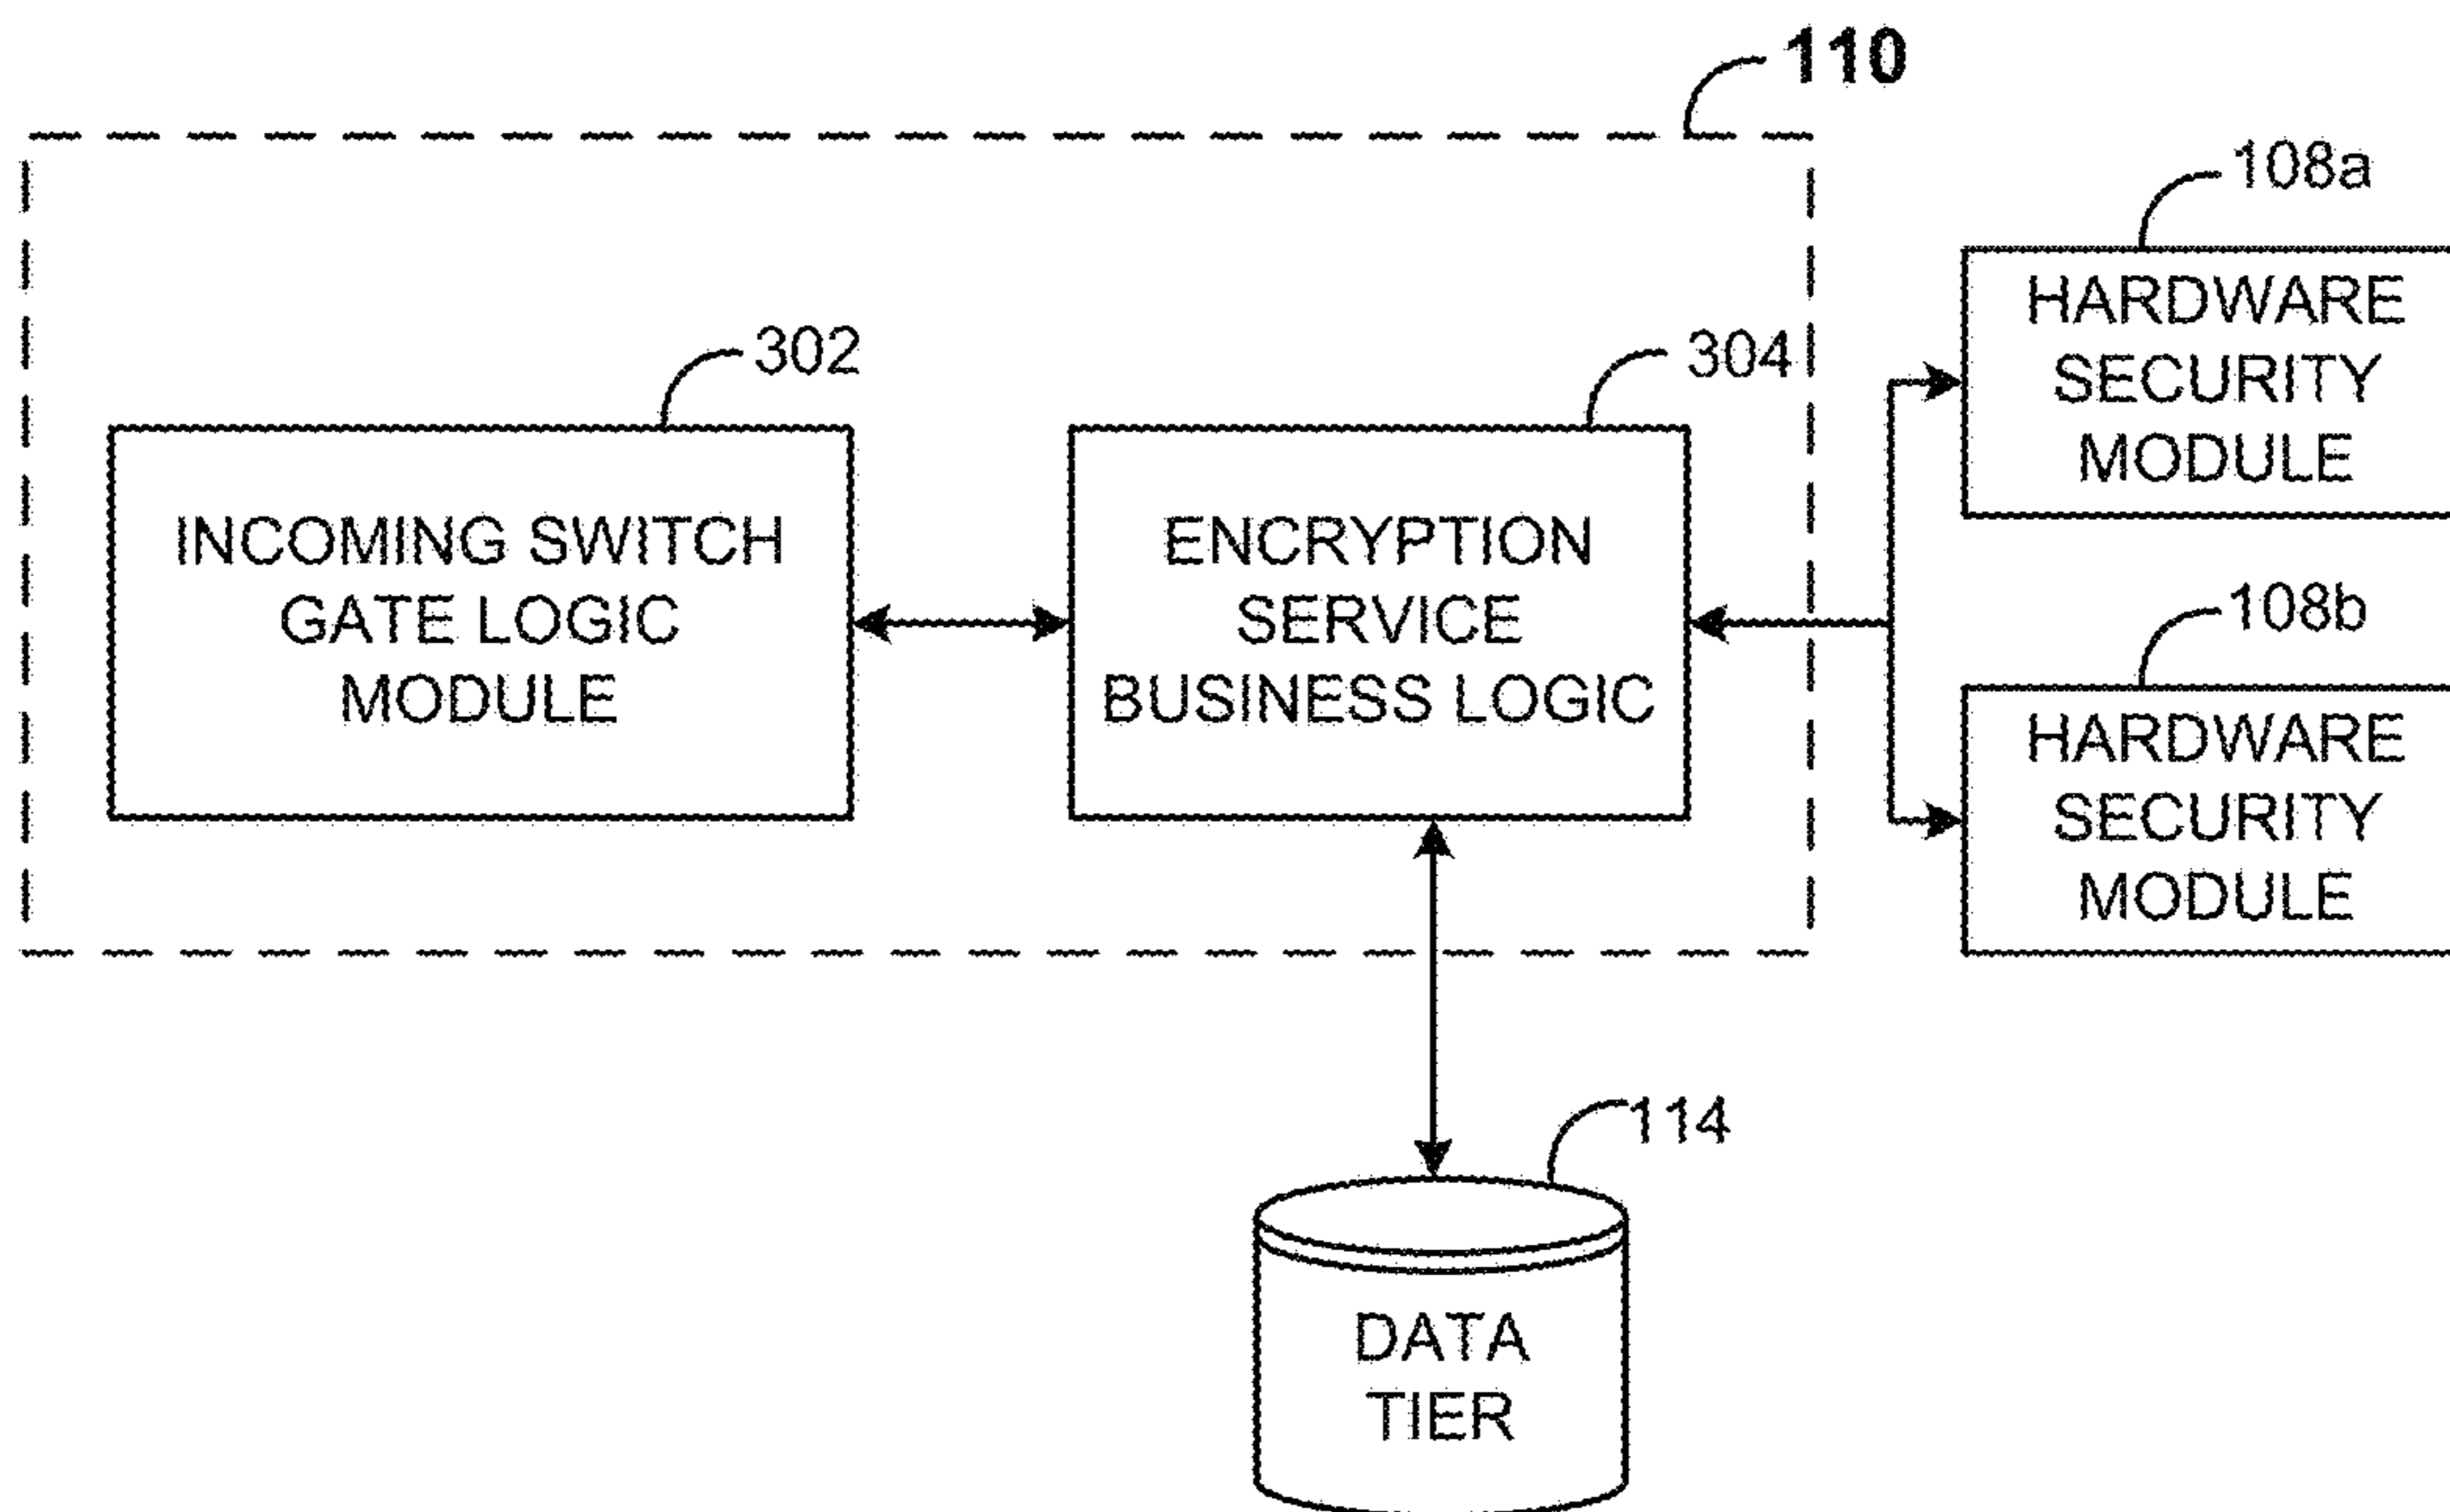 110
108a
HARDWARE
SECURITY
MODULE
302
INCOMING SWITCH
GATE LOGIC
MODULE
304
ENCRYPTION
SERVICE
BUSINESS LOGIC
108b
HARDWARE
SECURITY
MODULE
114
DATA
TIER